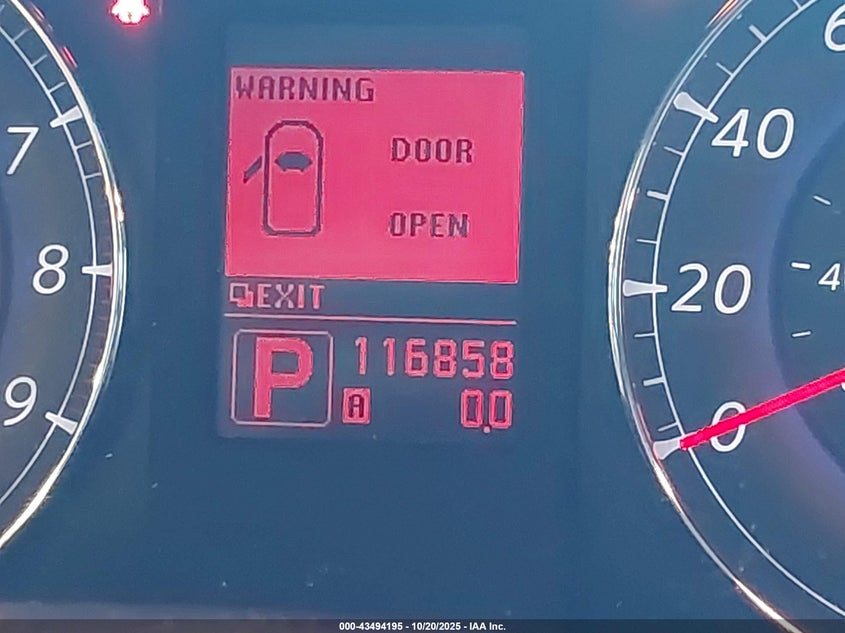 WARNING
DOOR
OPEN
EXIT
P
116858
A
0.0
7
8
9
40
20
0
000-43494195 - 10/20/2025 - IAA Inc.